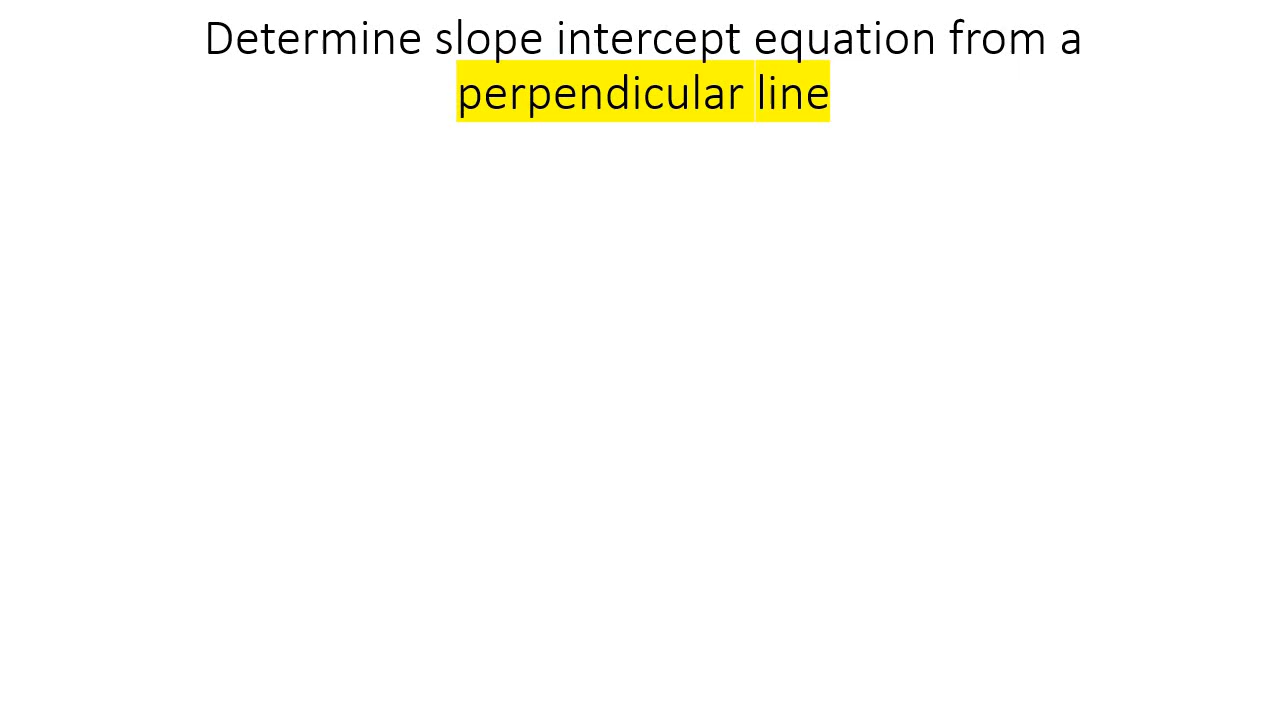 Determine slope intercept equation from a
perpendicular line